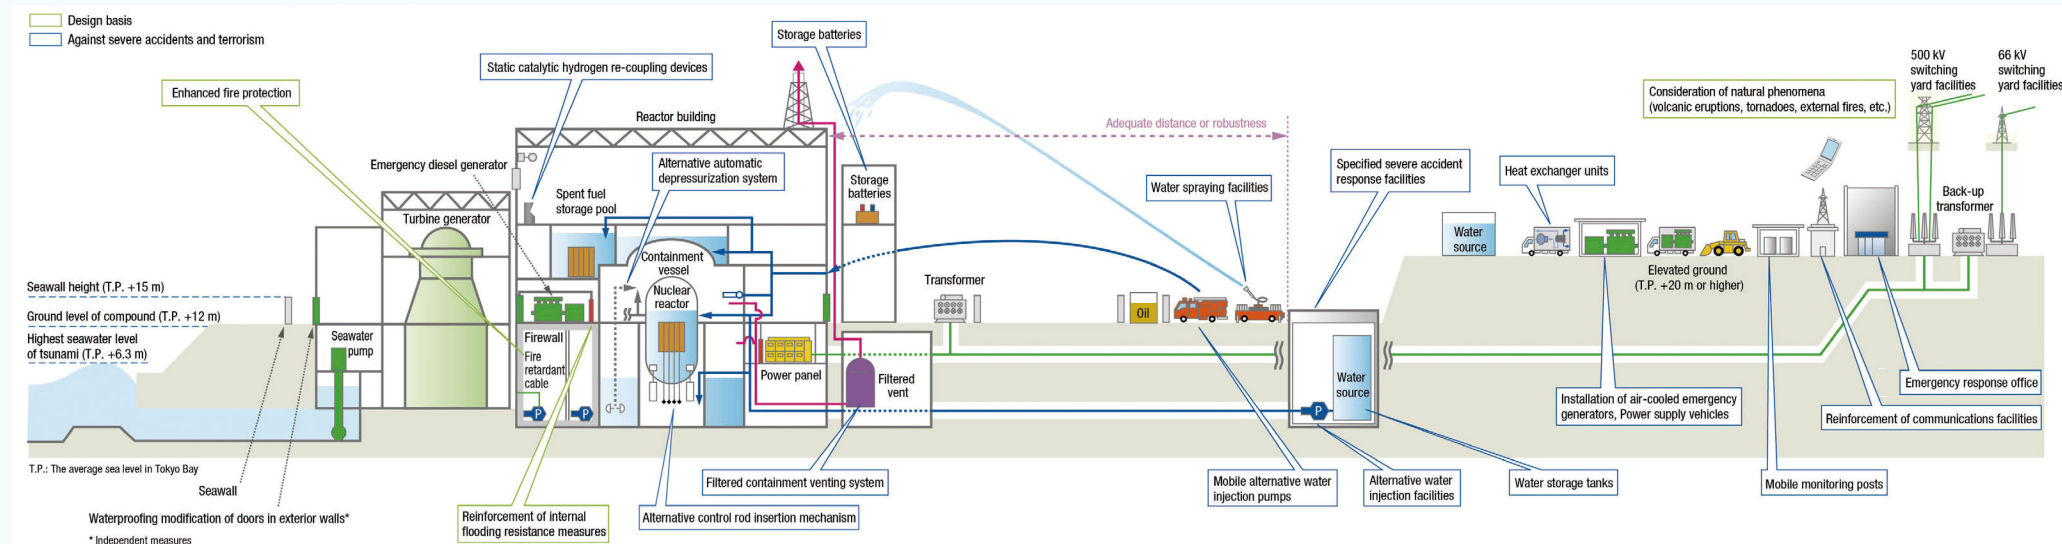 Design basis
Against severe accidents and terrorism
Enhanced fire protection
Static catalytic hydrogen re-coupling devices
Storage batteries
Reactor building
Emergency diesel generator
Alternative automatic
depressurization system
Spent fuel
storage pool
Turbine generator
Storage
batteries
Adequate distance or robustness
Water spraying facilities
Specified severe accident
response facilities
Consideration of natural phenomena
(volcanic eruptions, tornadoes, external fires, etc.)
500 kV
switching
yard facilities
66 kV
switching
yard facilities
Heat exchanger units
Back-up
transformer
Water
source
Elevated ground
(T.P. +20 m or higher)
Containment
vessel
Nuclear
reactor
Transformer
Oil
Seawall height (T.P. +15 m)
Ground level of compound (T.P. +12 m)
Highest seawater level
of tsunami (T.P. +6.3 m)
Seawater
pump
Firewall
Fire
retardant
cable
P
P
Power panel
Filtered
vent
Water
source
P
Installation of air-cooled emergency
generators, Power supply vehicles
Emergency response office
Reinforcement of communications facilities
T.P.: The average sea level in Tokyo Bay
Seawall
Waterproofing modification of doors in exterior walls*
* Independent measures
Reinforcement of internal
flooding resistance measures
Alternative control rod insertion mechanism
Filtered containment venting system
Mobile alternative water
injection pumps
Alternative water
injection facilities
Water storage tanks
Mobile monitoring posts